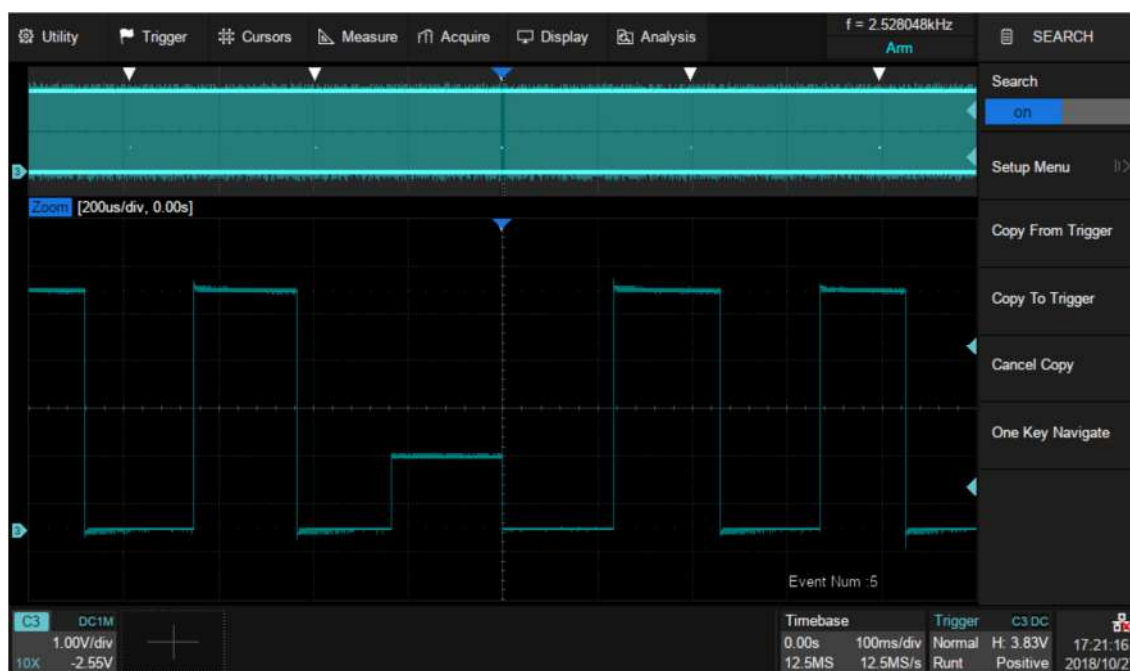 Utility Trigger Cursors Measure Acquire Display Analysis
f = 2.528048kHz
Arm
SEARCH
Search
on
Setup Menu
Copy From Trigger
Copy To Trigger
Cancel Copy
One Key Navigate
3
Zoom [200us/div, 0.00s]
3
Event Num :5
C3 DC1M
1.00V/div
10X -2.55V
Timebase
0.00s 100ms/div
12.5MS 12.5MS/s
Trigger C3 DC
Normal H: 3.83V
Runt Positive
17:21:16